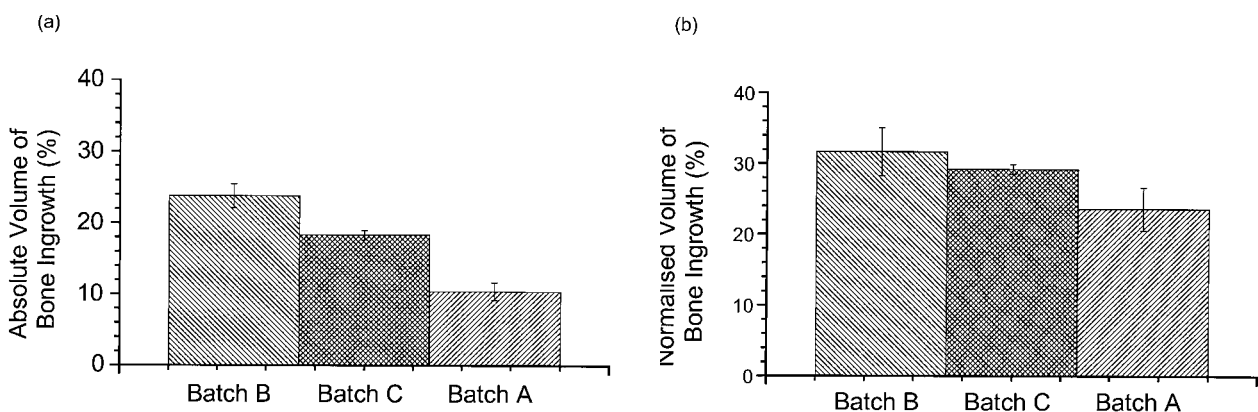 (a)
Absolute Volume of
Bone Ingrowth (%)
40
30
20
10
0
Batch B
Batch C
Batch A
(b)
Normalised Volume of
Bone Ingrowth (%)
40
30
20
10
0
Batch B
Batch C
Batch A